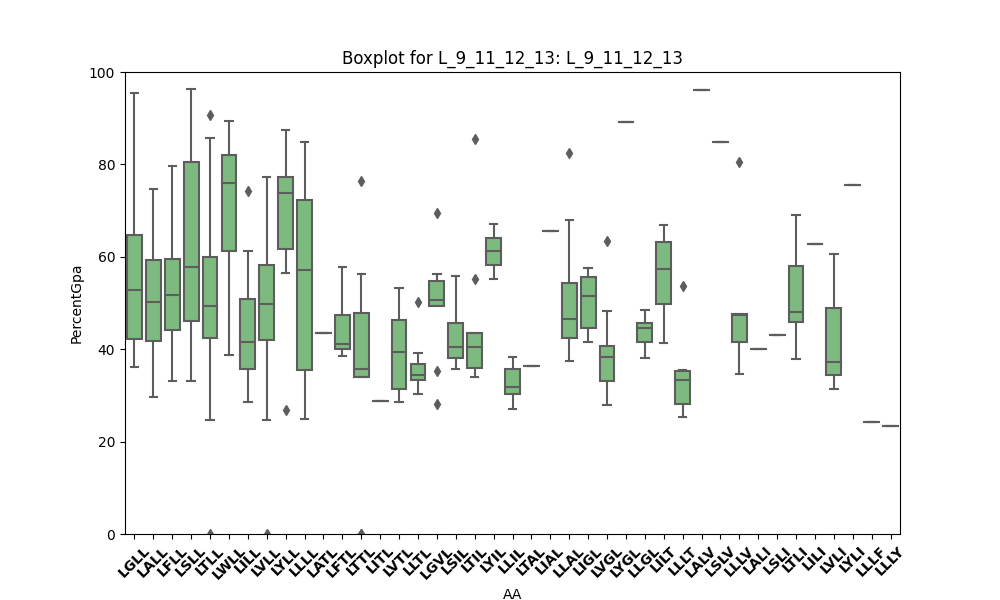 Boxplot for L_9_11_12_13: L_9_11_12_13
PercentGpa
100
80
60
40
20
0
LGLL
LALL
LFLL
LSLL
LTLL
LWLL
LILL
LVLL
LYLL
LLLL
LATL
LFTL
LTTL
LITL
LVTL
LLTL
LGVL
LSIL
LTIL
LYIL
LLIL
LTAL
LIAL
LLAL
LIGL
LVGL
LYGL
LLGL
LILT
LLLT
LALV
LSLV
LLLV
LALI
LSLI
LTLI
LILI
LVLI
LYLI
LLLF
LLLY
AA